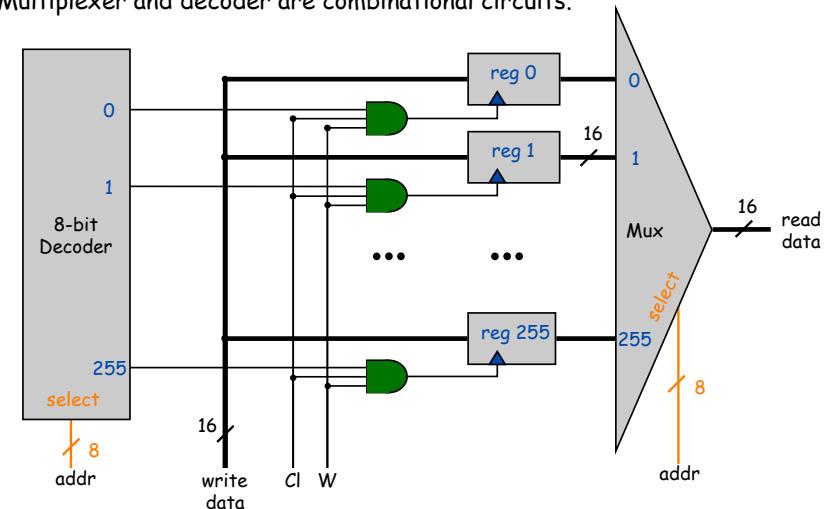 Multiplexer and decoder are combinational circuits.
0
1
8-bit
Decoder
255
select
8
addr
16
write
data
Cl
W
reg 0
reg 1
16
•••
•••
reg 255
0
1
Mux
select
255
8
addr
16
read
data